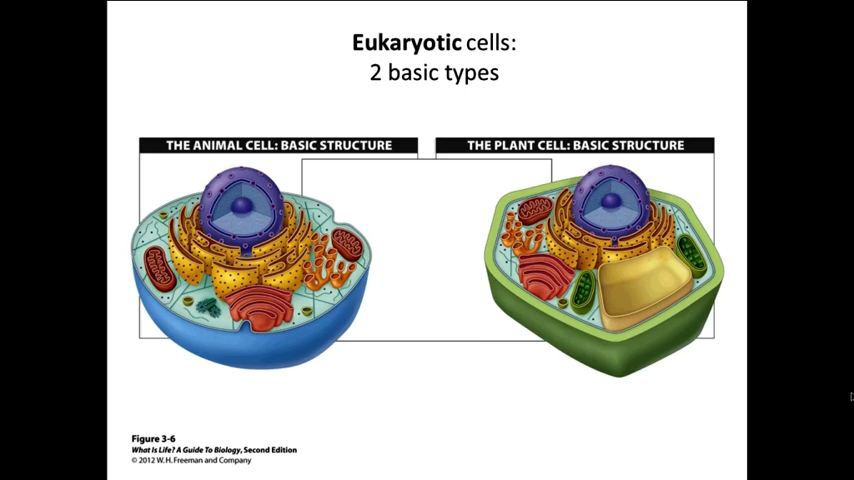 Eukaryotic cells:
2 basic types
THE ANIMAL CELL: BASIC STRUCTURE
THE PLANT CELL: BASIC STRUCTURE
Figure 3-6
What Is Life? A Guide To Biology, Second Edition
© 2012 W. H. Freeman and Company